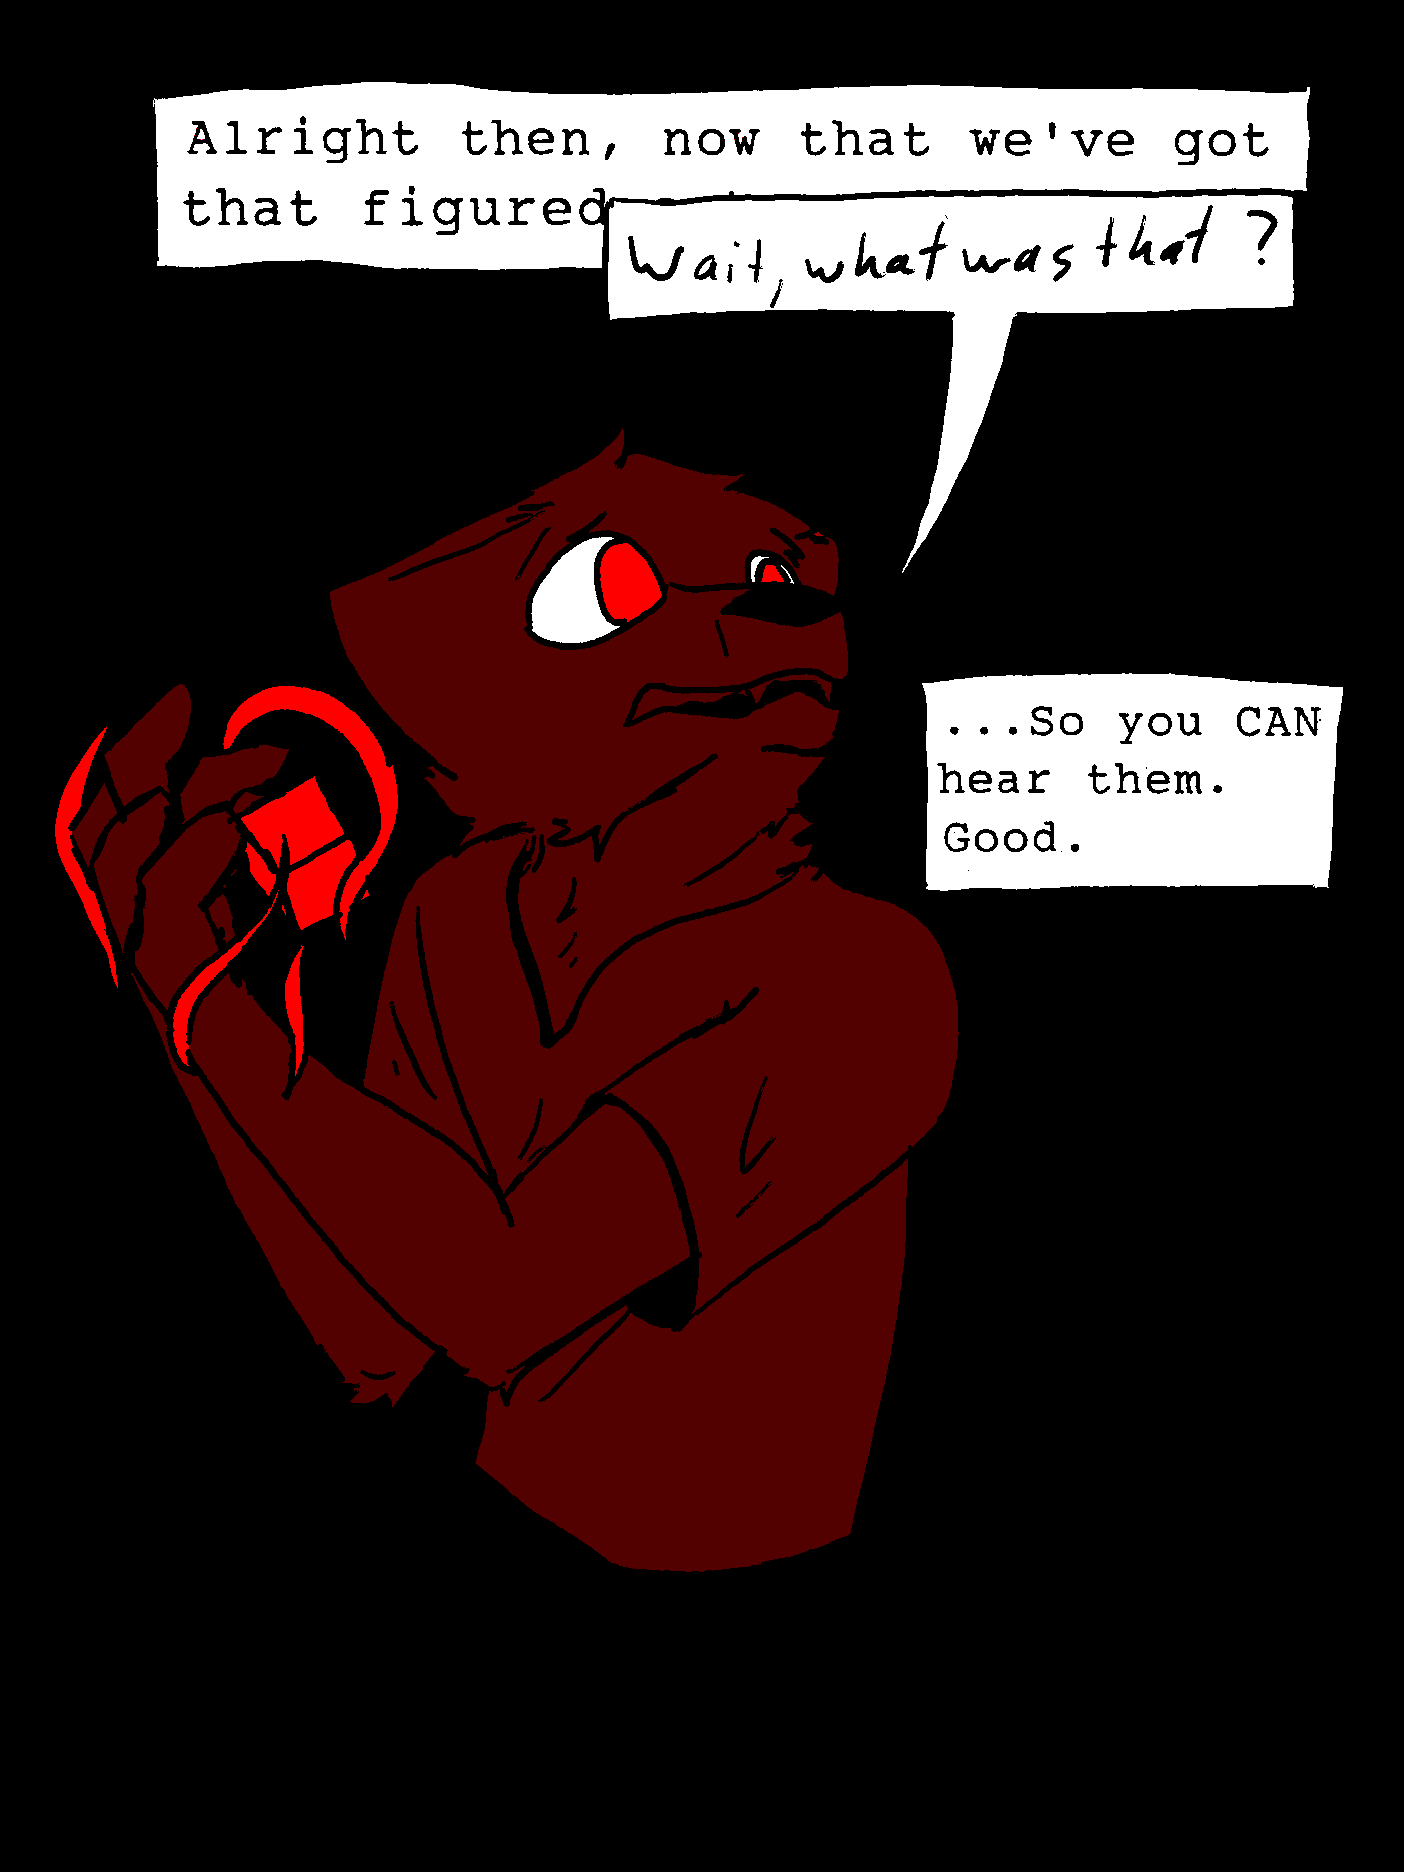 Alright then, now that we've got
that figured
Wait, what was that?
...So you CAN
hear them.
Good.